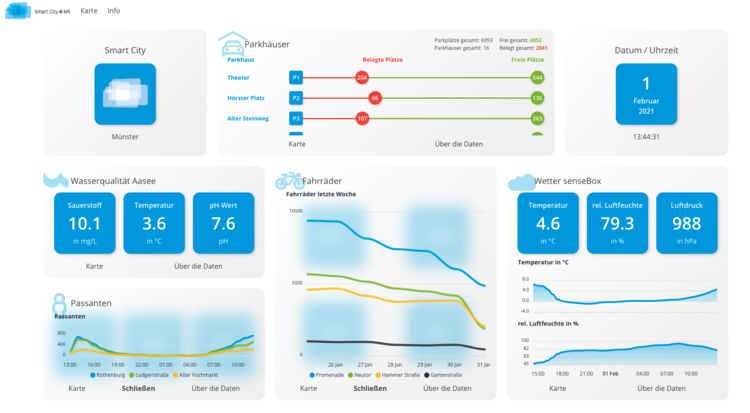 Smart City MS Karte Info
Smart City
Münster
Parkhäuser
Parkplätze gesamt: 6093 Frei gesamt: 4052
Parkhäuser gesamt: 16 Belegt gesamt: 2041
Parkhaus Belegte Plätze Freie Plätze
Theater P1 204 544
Hörster Platz P2 66 136
Alter Steinweg P3 107 283
Karte Über die Daten
Datum / Uhrzeit
1
Februar
2021
13:44:31
Wasserqualität Aasee
Sauerstoff Temperatur pH-Wert
10.1 3.6 7.6
in mg/L in °C pH
Karte Über die Daten
Passanten
Passanten
800
400
0
13:00 16:00 19:00 22:00 01:00 04:00 07:00 10:00
Rothenburg Ludgeristraße Alter Fischmarkt
Karte Schließen Über die Daten
Fahrräder
Fahrräder letzte Woche
10000
5000
0
26 Jan 27 Jan 28 Jan 29 Jan 30 Jan 31 Jan
Promenade Neutor Hammer Straße Gartenstraße
Karte Schließen Über die Daten
Wetter senseBox
Temperatur rel. Luftfeuchte Luftdruck
4.6 79.3 988
in °C in % in hPa
Temperatur in °C
8.0
4.0
0.0
-4.0
rel. Luftfeuchte in %
100
82
63
45
15:00 18:00 21:00 01 Feb 04:00 07:00 10:00
Karte Über die Daten